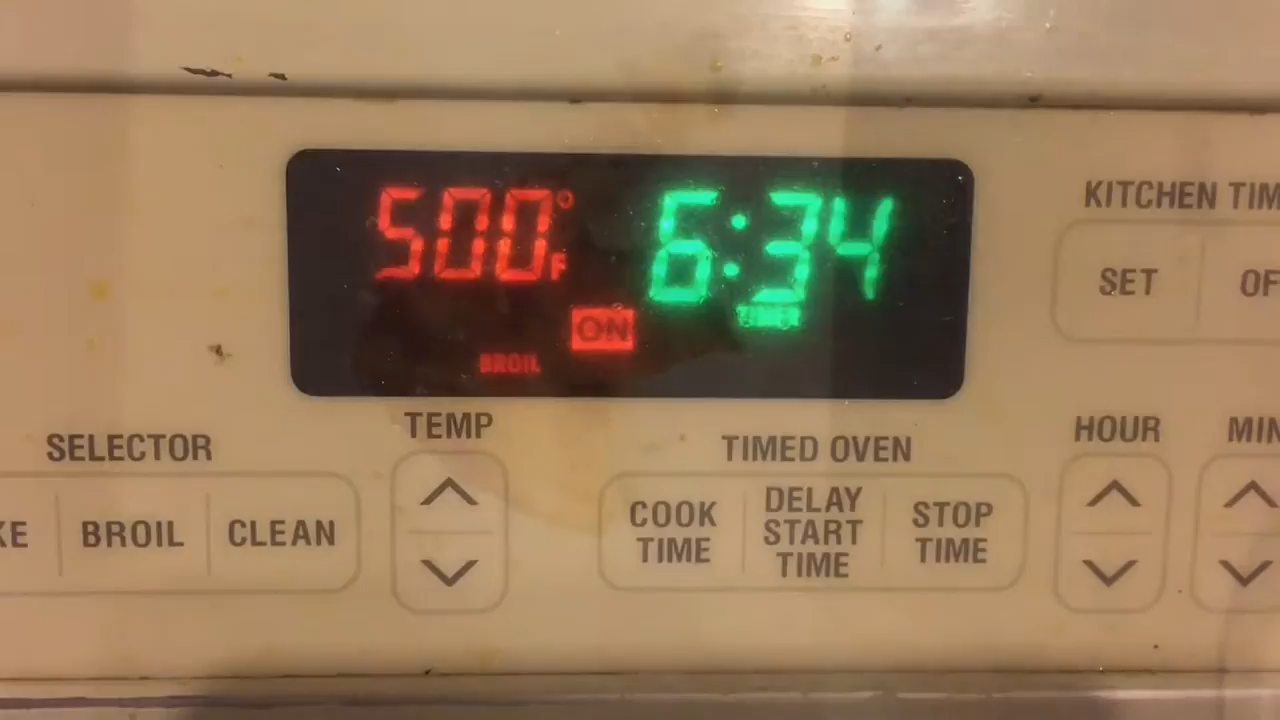 500°F 6:34
TIMER
ON
BROIL
KITCHEN TIM
SET OF
SELECTOR
KE BROIL CLEAN
TEMP
TIMED OVEN
COOK TIME
DELAY START TIME
STOP TIME
HOUR
MIN